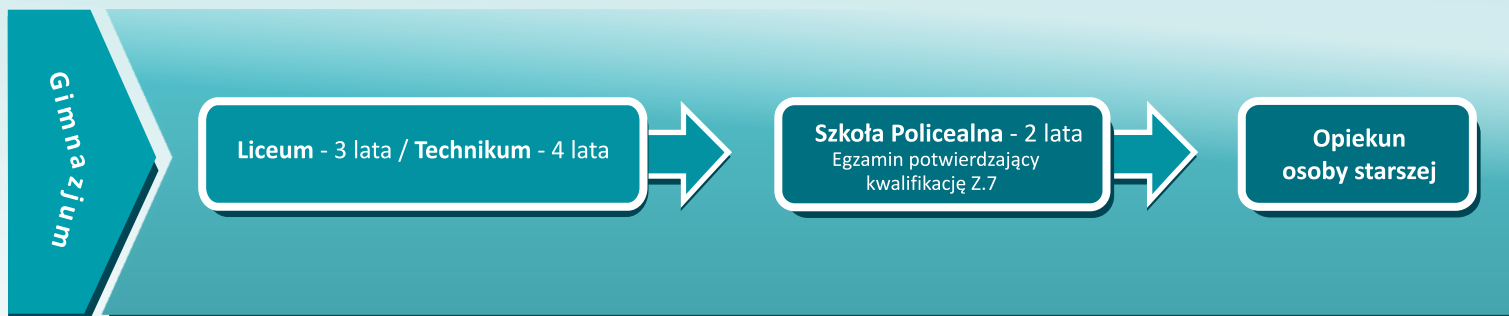 Gimnazjum
Liceum - 3 lata / Technikum - 4 lata
Szkoła Policealna - 2 lata
Egzamin potwierdzający
kwalifikację Z.7
Opiekun
osoby starszej